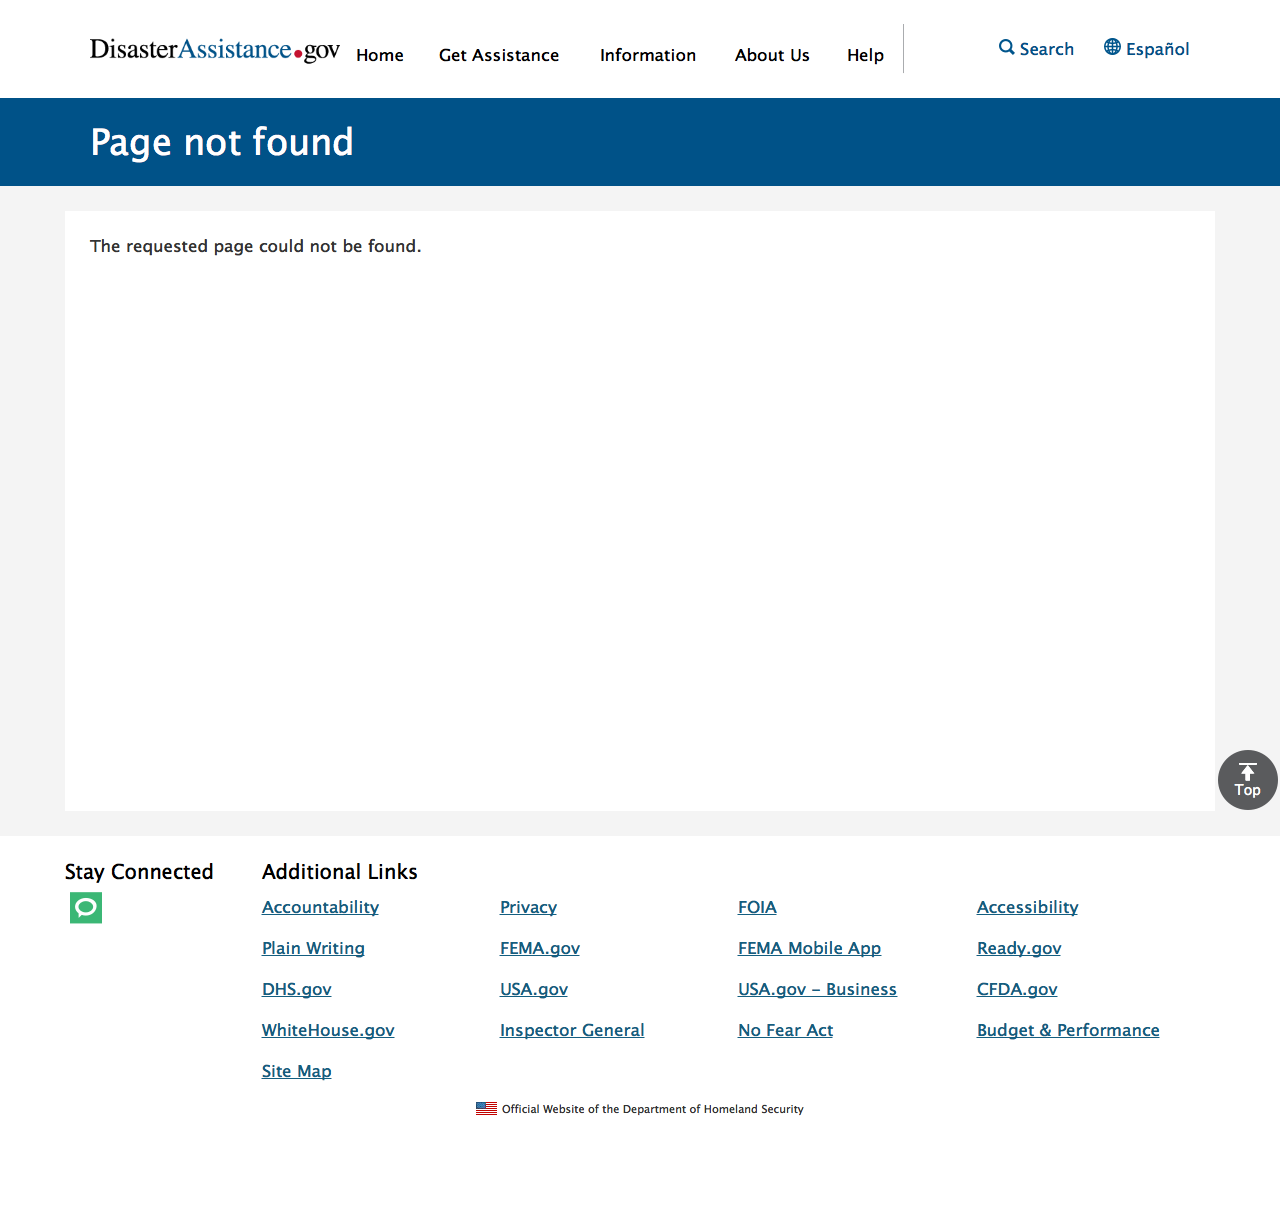 DisasterAssistance.gov Home Get Assistance Information About Us Help Search Español
Page not found
The requested page could not be found.
Top
Stay Connected Additional Links
Accountability Privacy FOIA Accessibility
Plain Writing FEMA.gov FEMA Mobile App Ready.gov
DHS.gov USA.gov USA.gov – Business CFDA.gov
WhiteHouse.gov Inspector General No Fear Act Budget & Performance
Site Map
Official Website of the Department of Homeland Security